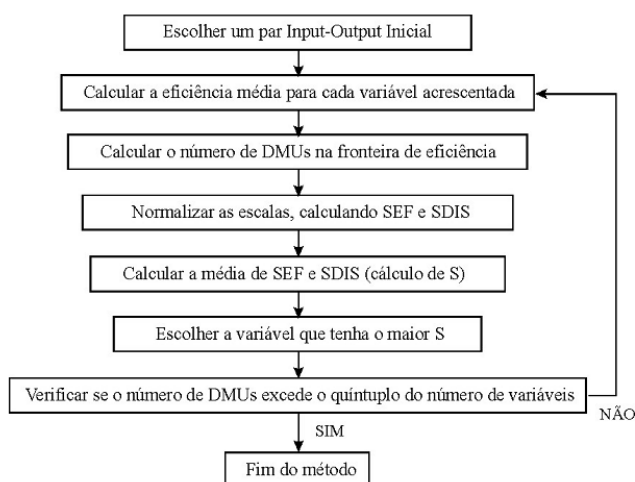 Escolher um par Input-Output Inicial
Calcular a eficiência média para cada variável acrescentada
Calcular o número de DMUs na fronteira de eficiência
Normalizar as escalas, calculando SEF e SDIS
Calcular a média de SEF e SDIS (cálculo de S)
Escolher a variável que tenha o maior S
Verificar se o número de DMUs excede o quíntuplo do número de variáveis
NÃO
SIM
Fim do método